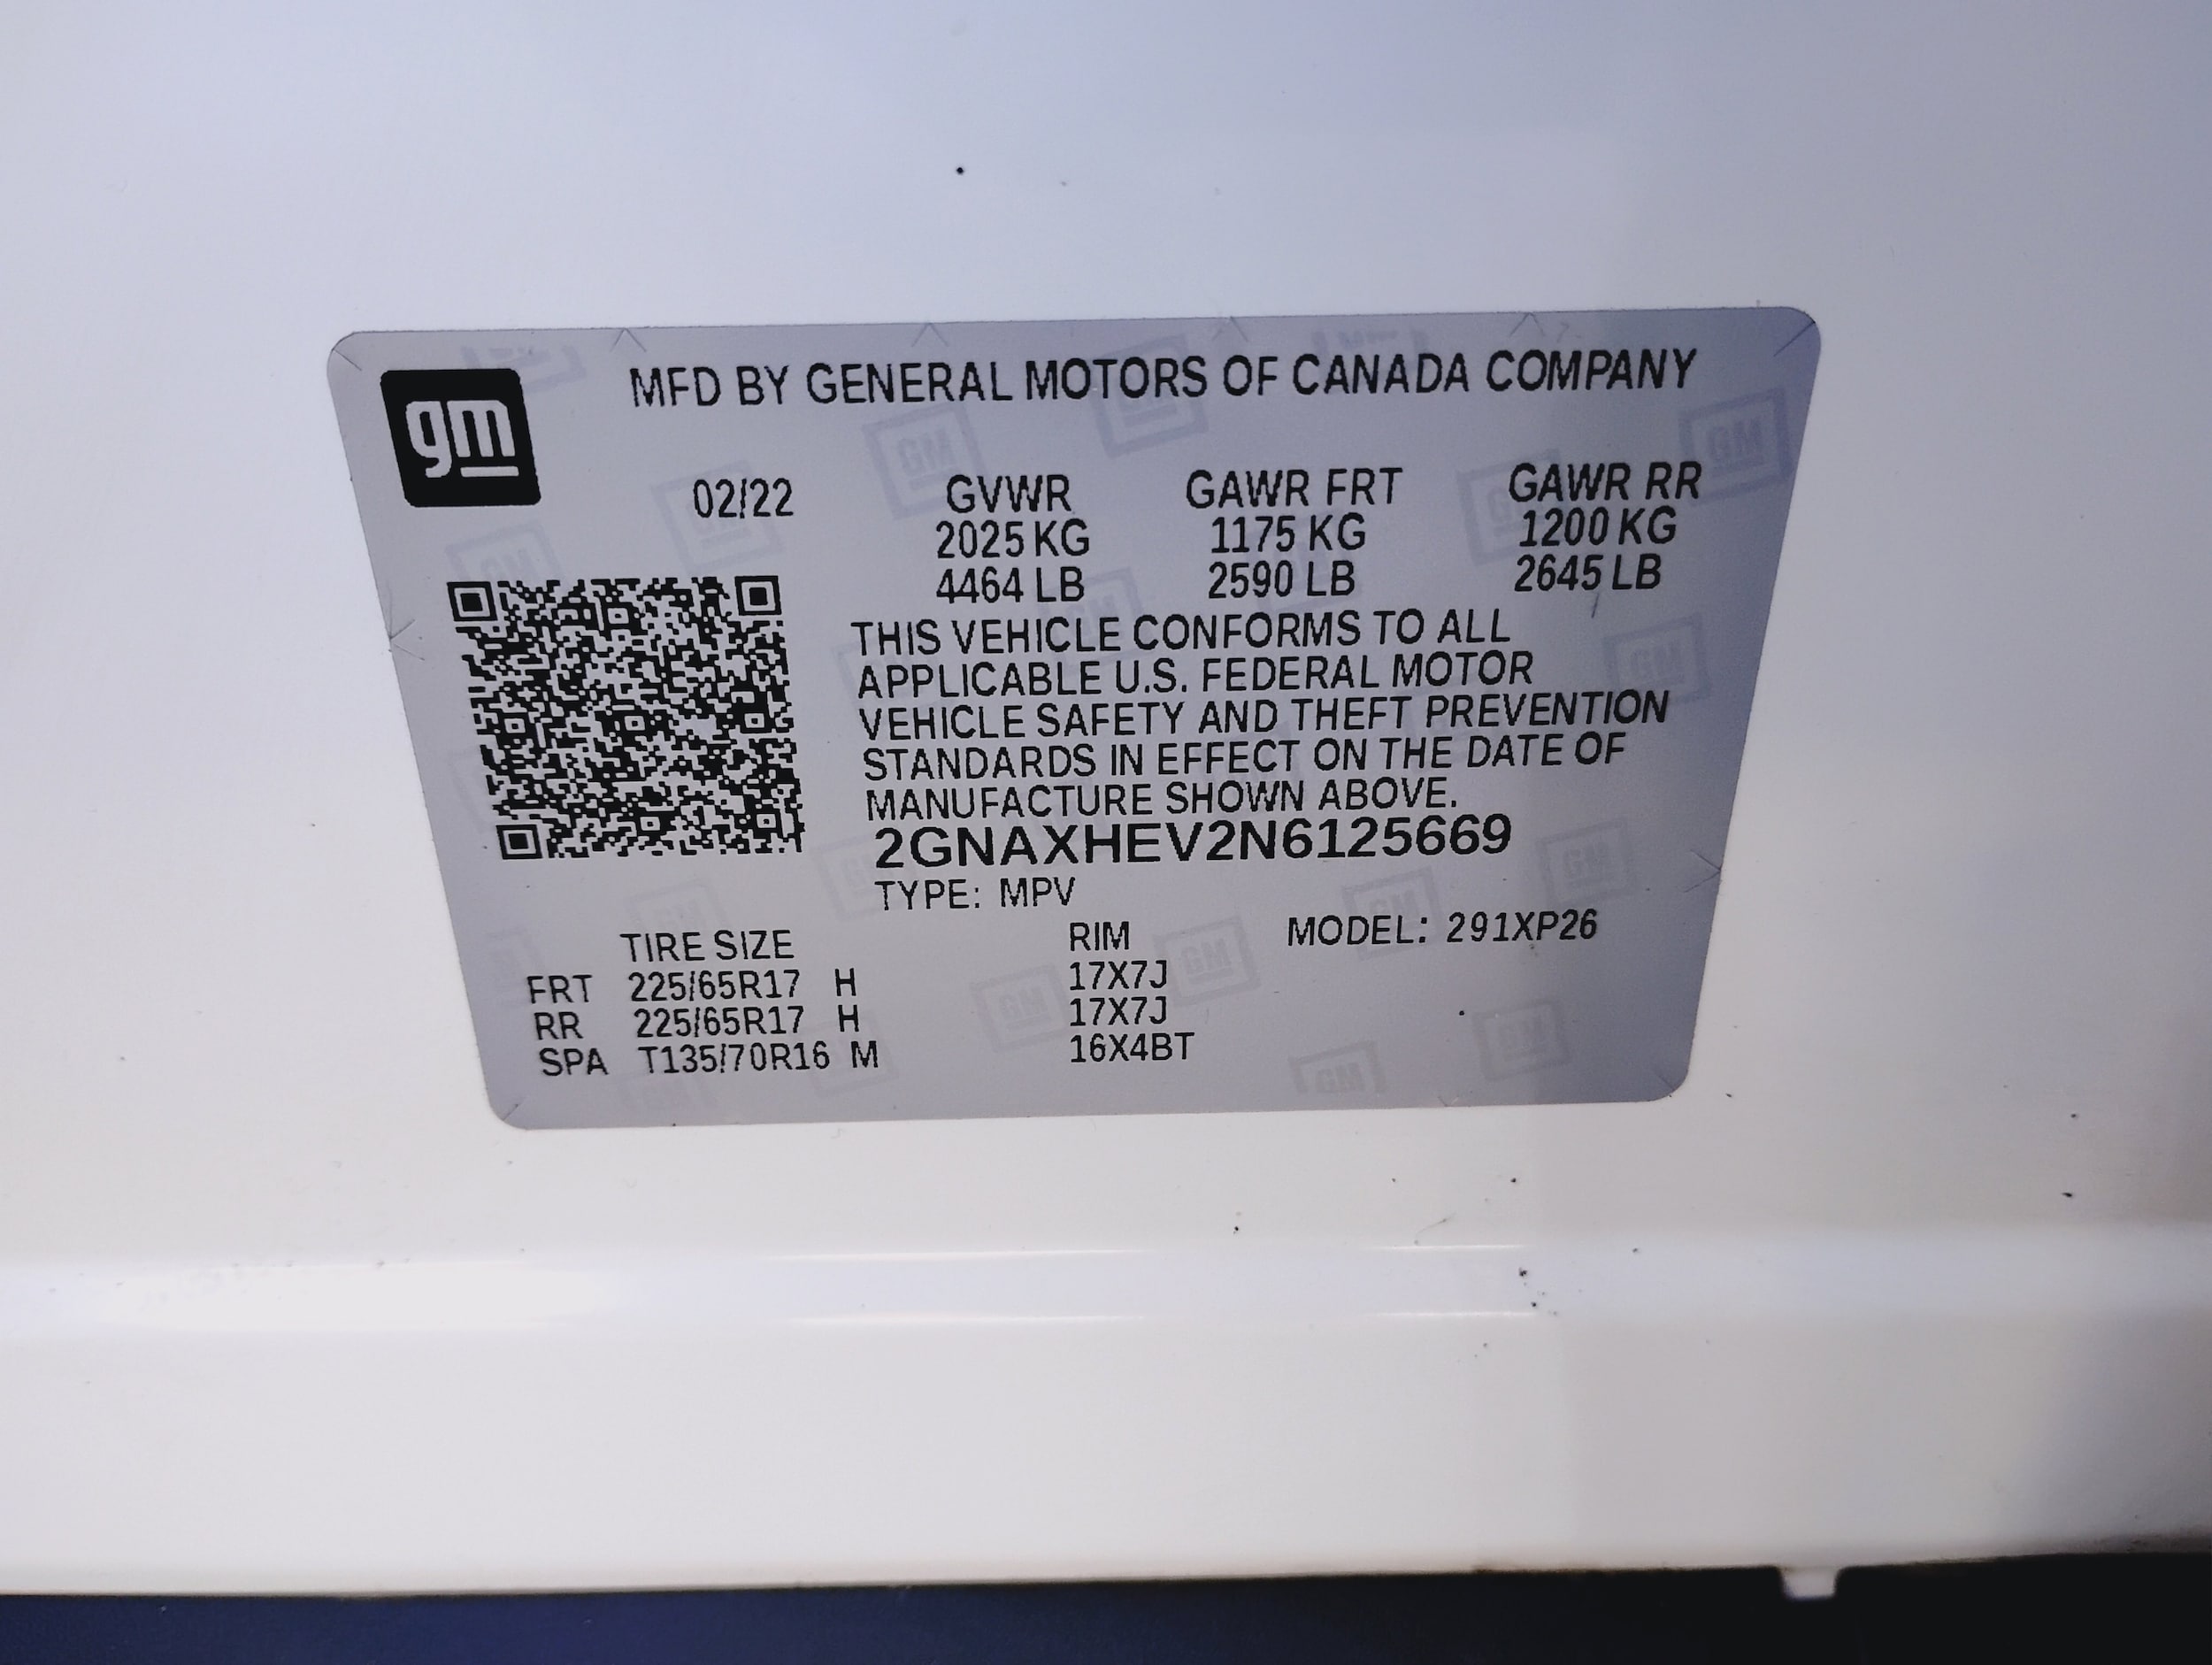 gm
MFD BY GENERAL MOTORS OF CANADA COMPANY
02/22 GVWR GAWR FRT GAWR RR
2025 KG 1175 KG 1200 KG
4464 LB 2590 LB 2645 LB
THIS VEHICLE CONFORMS TO ALL
APPLICABLE U.S. FEDERAL MOTOR
VEHICLE SAFETY AND THEFT PREVENTION
STANDARDS IN EFFECT ON THE DATE OF
MANUFACTURE SHOWN ABOVE.
2GNAXHEV2N6125669
TYPE: MPV
TIRE SIZE RIM MODEL: 291XP26
FRT 225/65R17 H 17X7J
RR 225/65R17 H 17X7J
SPA T135/70R16 M 16X4BT